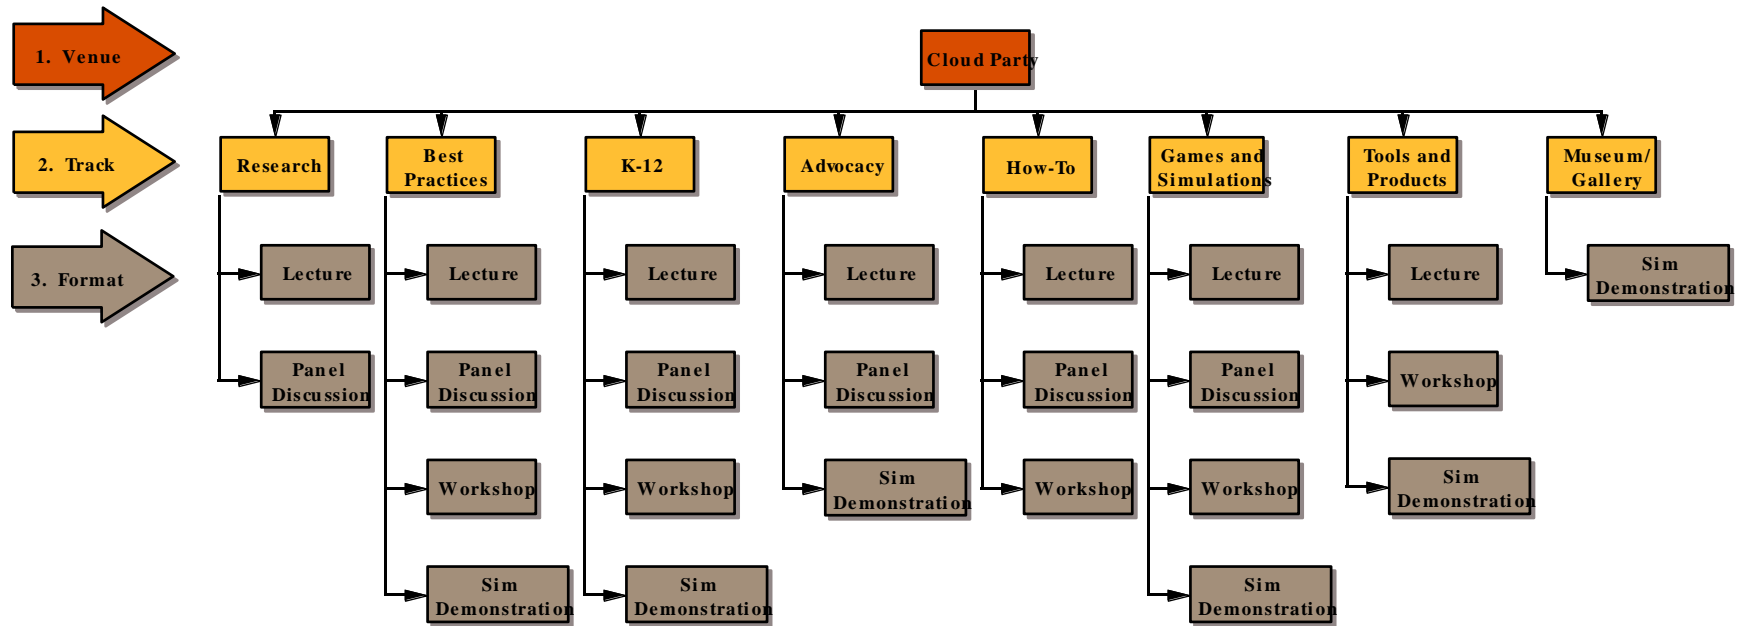 1. Venue
Cloud Party
2. Track
Research
Best
Practices
K-12
Advocacy
How-To
Games and
Simulations
Tools and
Products
Museum/
Gallery
3. Format
Lecture
Lecture
Lecture
Lecture
Lecture
Lecture
Lecture
Sim
Demonstration
Panel
Discussion
Panel
Discussion
Panel
Discussion
Panel
Discussion
Panel
Discussion
Panel
Discussion
Workshop
Workshop
Workshop
Sim
Demonstration
Workshop
Workshop
Sim
Demonstration
Sim
Demonstration
Sim
Demonstration
Sim
Demonstration